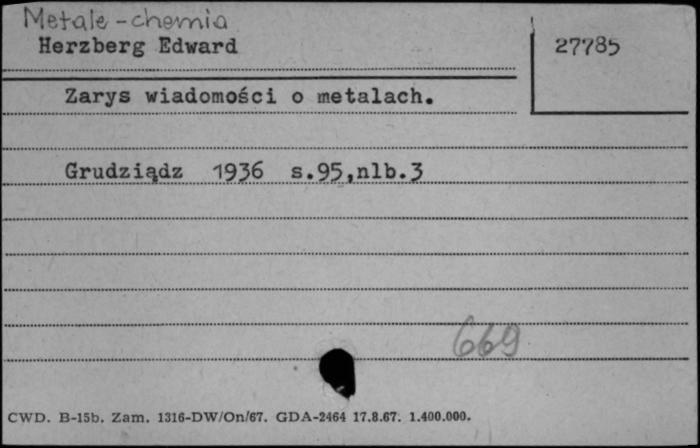 Metale - chemia
Herzberg Edward
27785
Zarys wiadomości o metalach.
Grudziądz 1936 s.95,nlb.3
669
CWD. B-15b. Zam. 1316-DW/On/67. GDA-2464 17.8.67. 1.400.000.